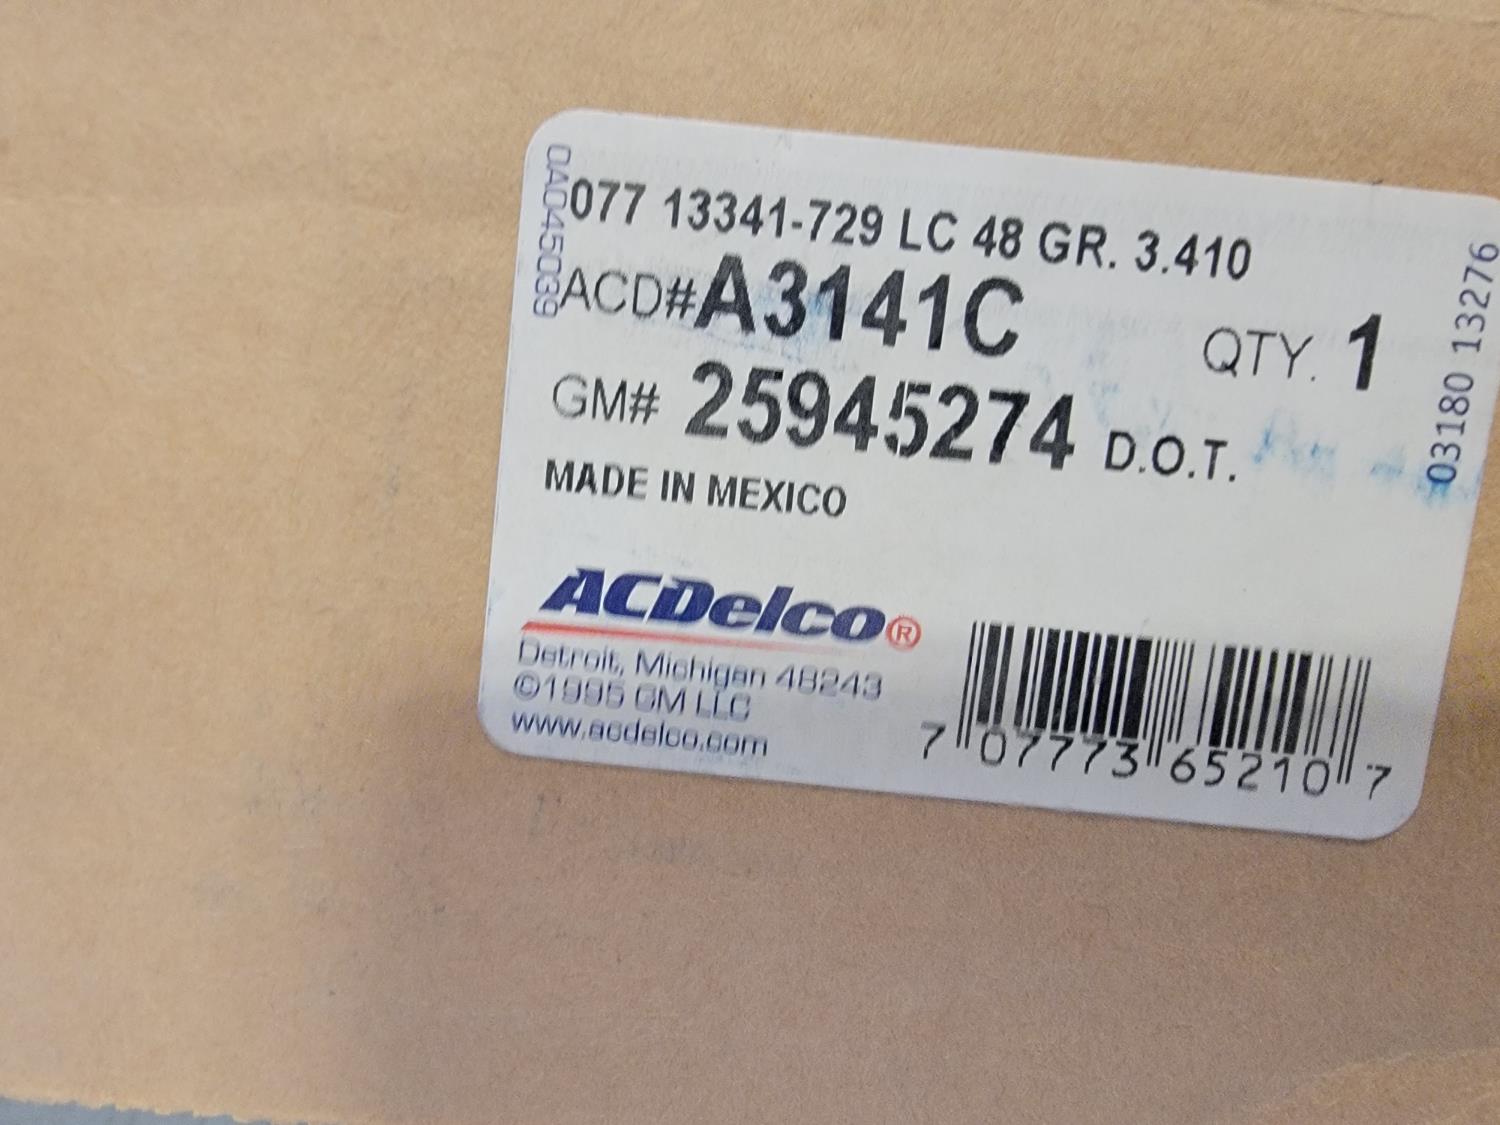 0A045039
077 13341-729 LC 48 GR. 3.410
ACD# A3141C
QTY. 1
GM# 25945274 D.O.T.
MADE IN MEXICO
03180 13276
ACDelco®
Detroit, Michigan 48243
©1995 GM LLC
www.acdelco.com
7 07773 65210 7